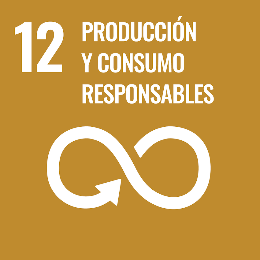 12 PRODUCCIÓN
Y CONSUMO
RESPONSABLES